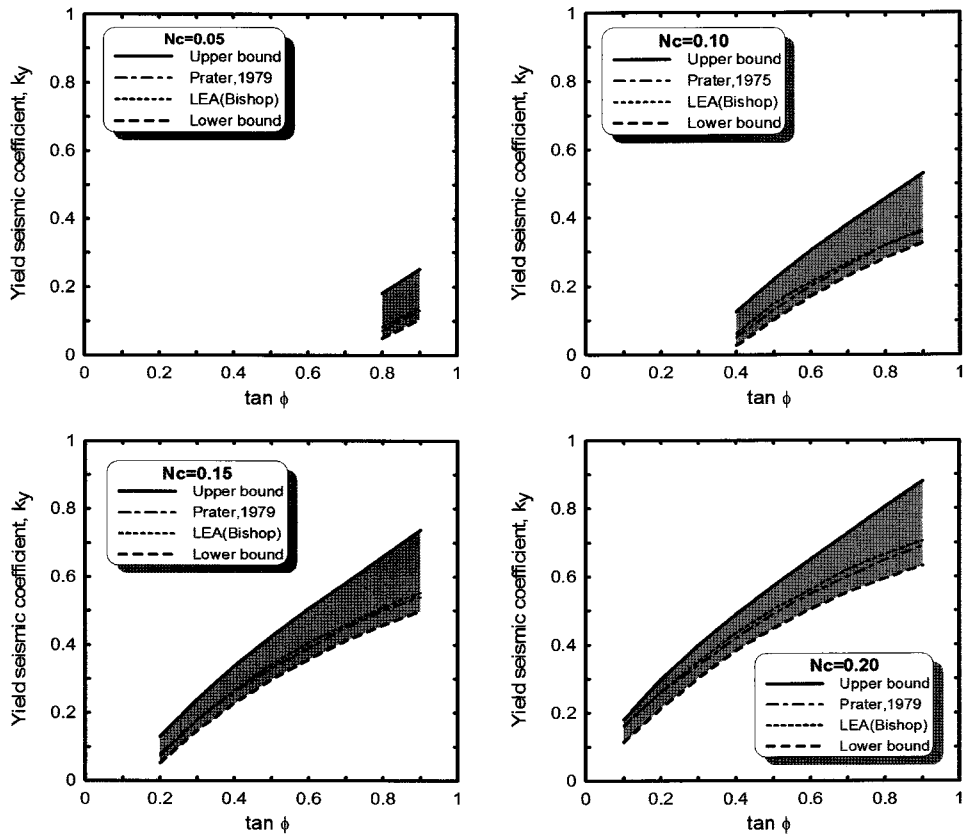 Nc=0.05
Upper bound
Prater,1979
LEA(Bishop)
Lower bound
Yield seismic coefficient, ky
1
0.8
0.6
0.4
0.2
0
0
0.2
0.4
0.6
0.8
1
tan ϕ
Nc=0.10
Upper bound
Prater,1975
LEA(Bishop)
Lower bound
Yield seismic coefficient, ky
1
0.8
0.6
0.4
0.2
0
0
0.2
0.4
0.6
0.8
1
tan ϕ
Nc=0.15
Upper bound
Prater,1979
LEA(Bishop)
Lower bound
Yield seismic coefficient, ky
1
0.8
0.6
0.4
0.2
0
0
0.2
0.4
0.6
0.8
1
tan ϕ
Nc=0.20
Upper bound
Prater,1979
LEA(Bishop)
Lower bound
Yield seismic coefficient, ky
1
0.8
0.6
0.4
0.2
0
0
0.2
0.4
0.6
0.8
1
tan ϕ